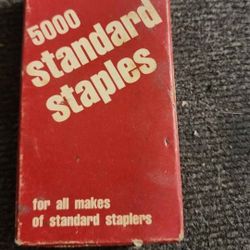 5000
standard
staples
for all makes
of standard staplers